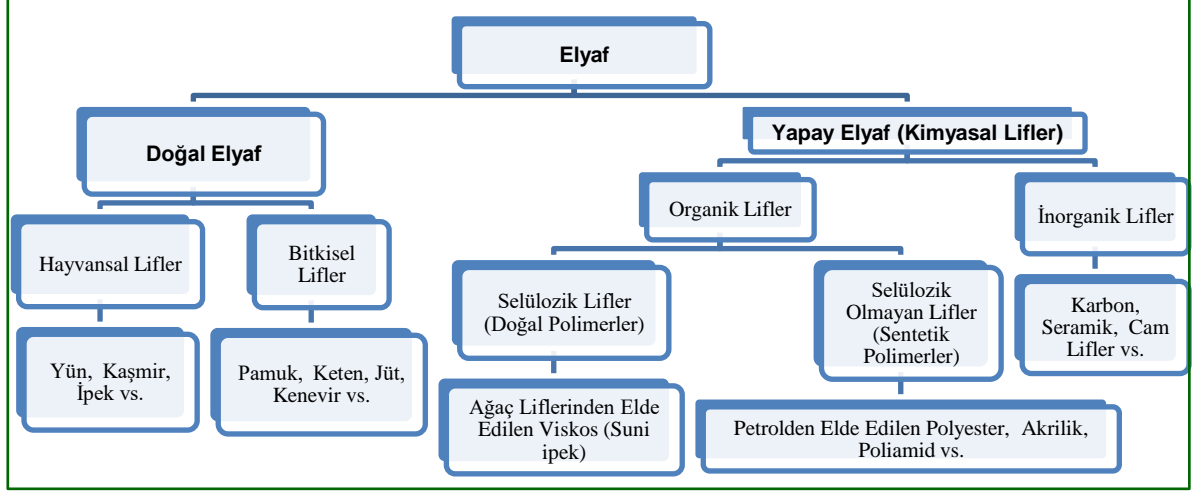 Elyaf
Doğal Elyaf
Yapay Elyaf (Kimyasal Lifler)
Hayvansal Lifler
Bitkisel
Lifler
Organik Lifler
İnorganik Lifler
Yün, Kaşmir,
İpek vs.
Pamuk, Keten, Jüt,
Kenevir vs.
Selülozik Lifler
(Doğal Polimerler)
Selülozik
Olmayan Lifler
(Sentetik
Polimerler)
Karbon,
Seramik, Cam
Lifler vs.
Ağaç Liflerinden Elde
Edilen Viskos (Suni
ipek)
Petrolden Elde Edilen Polyester, Akrilik,
Poliamid vs.